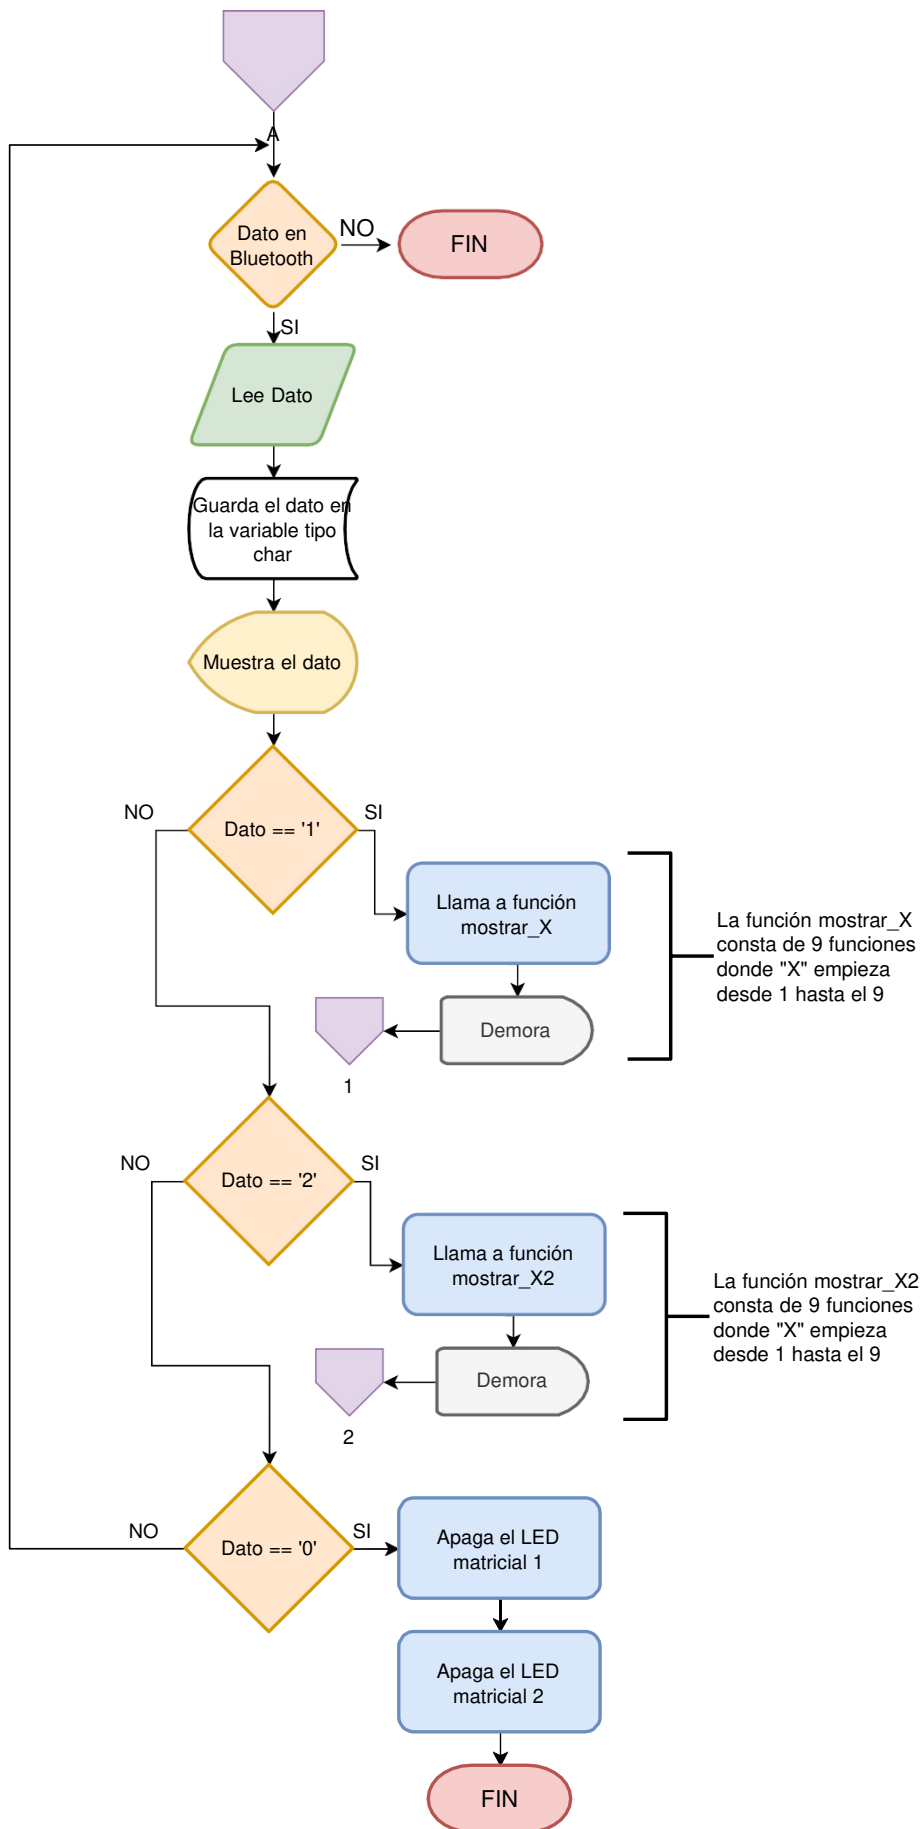 A
Dato en
Bluetooth
NO
FIN
SI
Lee Dato
Guarda el dato en
la variable tipo
char
Muestra el dato
NO
Dato == '1'
SI
Llama a función
mostrar_X
La función mostrar_X
consta de 9 funciones
donde "X" empieza
desde 1 hasta el 9
Demora
1
NO
Dato == '2'
SI
Llama a función
mostrar_X2
La función mostrar_X2
consta de 9 funciones
donde "X" empieza
desde 1 hasta el 9
Demora
2
NO
Dato == '0'
SI
Apaga el LED
matricial 1
Apaga el LED
matricial 2
FIN